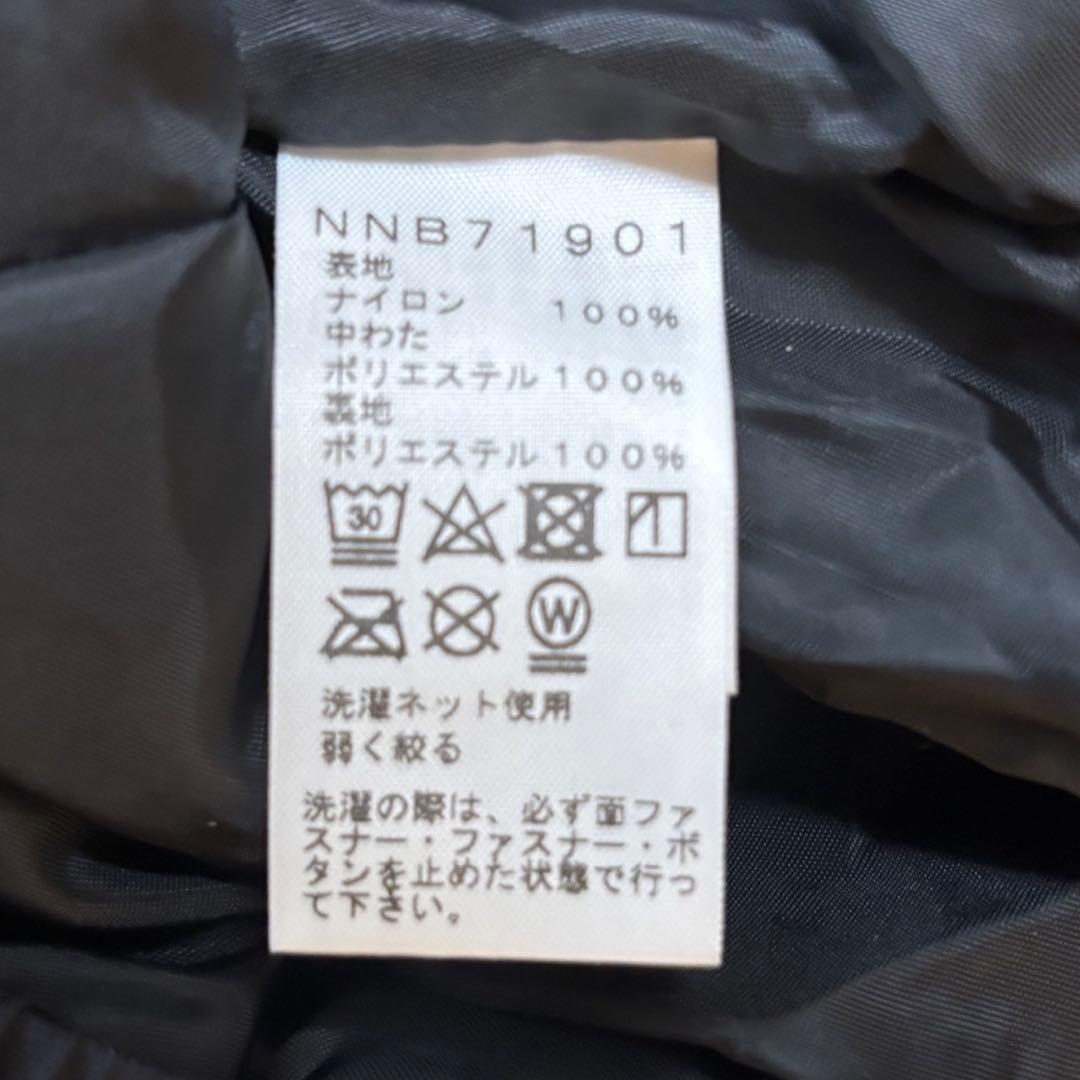 NNB71901
表地
ナイロン 100%
中わた
ポリエステル 100%
裏地
ポリエステル 100%
30
W
洗濯ネット使用
弱く絞る
洗濯の際は、必ず面ファ
スナー・ファスナー・ボ
タンを止めた状態で行っ
て下さい。